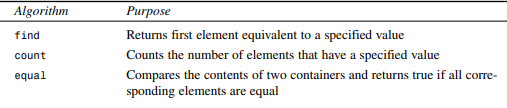 Algorithm Purpose
find Returns first element equivalent to a specified value
count Counts the number of elements that have a specified value
equal Compares the contents of two containers and returns true if all corre-
sponding elements are equal